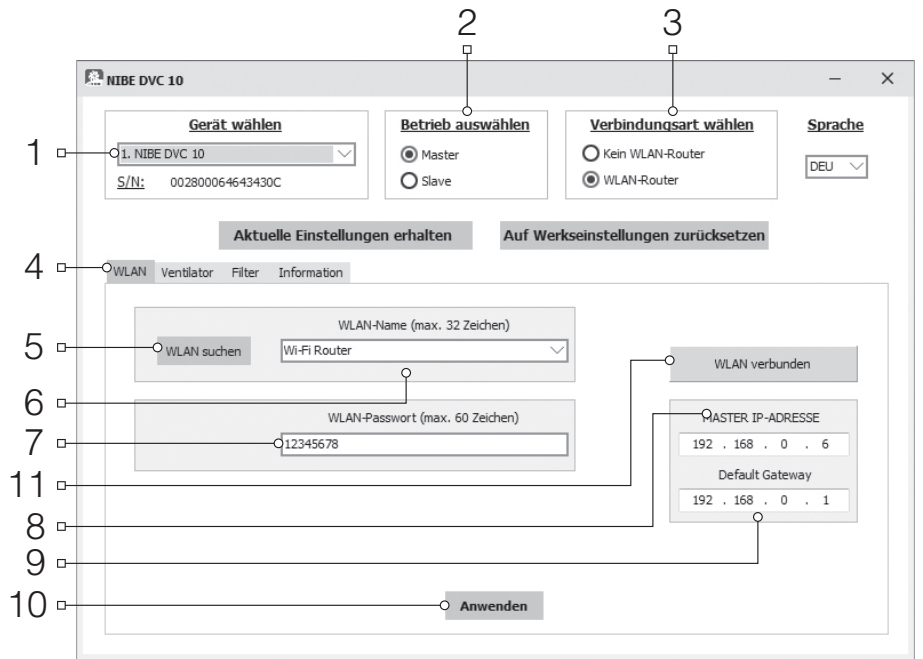 2
3
NIBE DVC 10
1
Gerät wählen
1. NIBE DVC 10
S/N: 002800064643430C
Betrieb auswählen
Master
Slave
Verbindungsart wählen
Kein WLAN-Router
WLAN-Router
Sprache
DEU
Aktuelle Einstellungen erhalten
Auf Werkseinstellungen zurücksetzen
4
WLAN Ventilator Filter Information
5
WLAN suchen
WLAN-Name (max. 32 Zeichen)
Wi-Fi Router
6
WLAN-Passwort (max. 60 Zeichen)
7
12345678
11
WLAN verbunden
8
MASTER IP-ADRESSE
192 . 168 . 0 . 6
Default Gateway
192 . 168 . 0 . 1
9
10
Anwenden